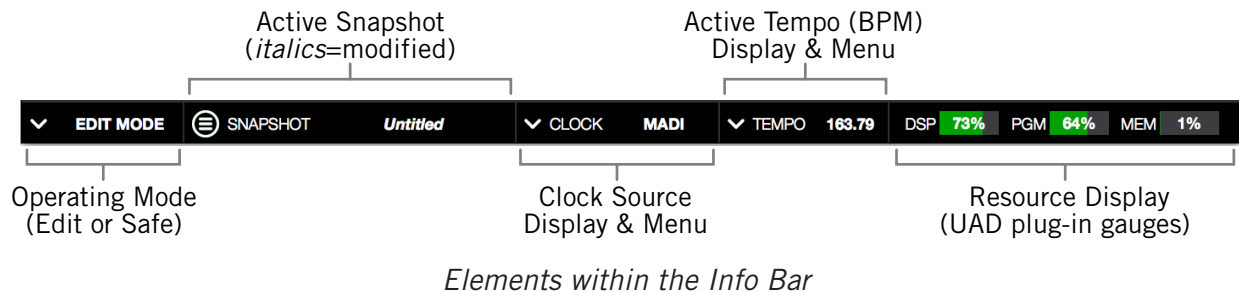 Active Snapshot
(italics=modified)
Active Tempo (BPM)
Display & Menu
EDIT MODE SNAPSHOT Untitled CLOCK MADI TEMPO 163.79 DSP 73% PGM 64% MEM 1%
Operating Mode
(Edit or Safe)
Clock Source
Display & Menu
Resource Display
(UAD plug-in gauges)
Elements within the Info Bar